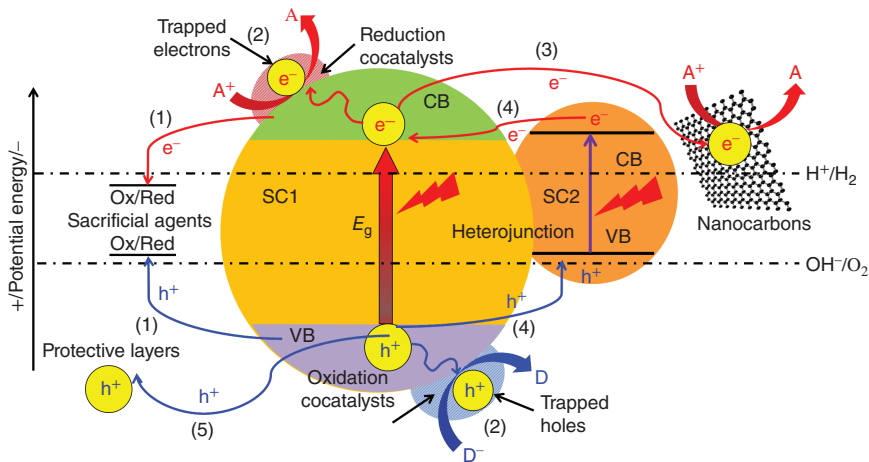 Trapped
electrons
(2)
A
Reduction
cocatalysts
(3)
e⁻
A⁺
CB
e⁻
A⁺
A
(1)
e⁻
e⁻
(4)
e⁻
e⁻
e⁻
CB
H⁺/H₂
Ox/Red
Sacrificial agents
Ox/Red
SC1
SC2
Nanocarbons
E_g
Heterojunction
VB
OH⁻/O₂
h⁺
h⁺
(1)
VB
(4)
Protective layers
h⁺
h⁺
Oxidation
cocatalysts
D
h⁺
h⁺
(5)
(2)
Trapped
holes
D⁻
+/Potential energy/−